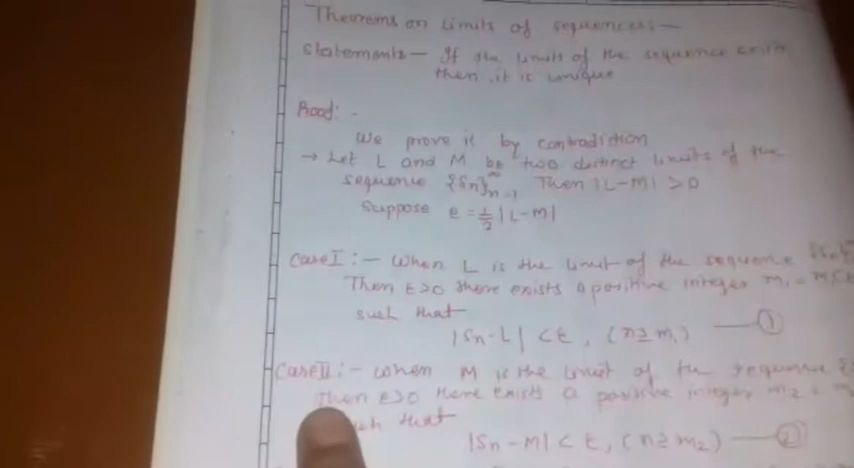 Theorems on limits of sequences:-
Statements - If the limits of the sequence exists
then, it is unique
Proof: -
We prove it by contradiction
→ Let L and M be two distinct limits of the
sequence {Sn}∞n=1 Then |L-M| > 0
Suppose e = 1/2 |L-M|
Case I :- When L is the limit of the sequence
Then ε>0 there exists a positive integer m1 =
such that
|Sn-L| < ε, (n≥m1) — ①
Case II :- when M is the limit of the sequence
Then ε>0 there exists a positive integer m2 =
that
|Sn-M| < ε, (n≥m2) — ②